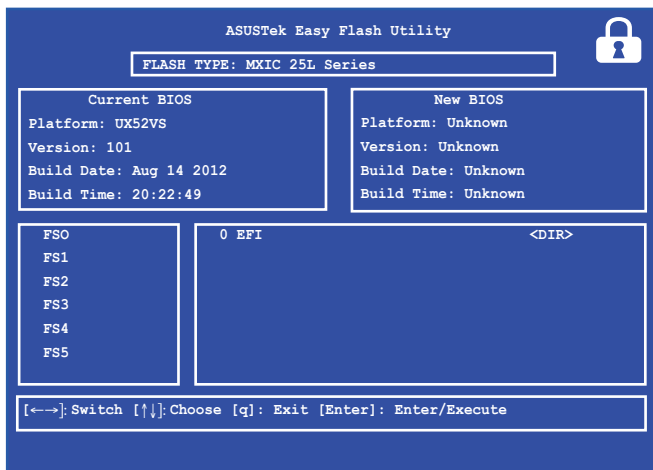 ASUSTek Easy Flash Utility
FLASH TYPE: MXIC 25L Series
Current BIOS
Platform: UX52VS
Version: 101
Build Date: Aug 14 2012
Build Time: 20:22:49
New BIOS
Platform: Unknown
Version: Unknown
Build Date: Unknown
Build Time: Unknown
FSO
FS1
FS2
FS3
FS4
FS5
0 EFI <DIR>
[←→]: Switch [↑↓]: Choose [q]: Exit [Enter]: Enter/Execute